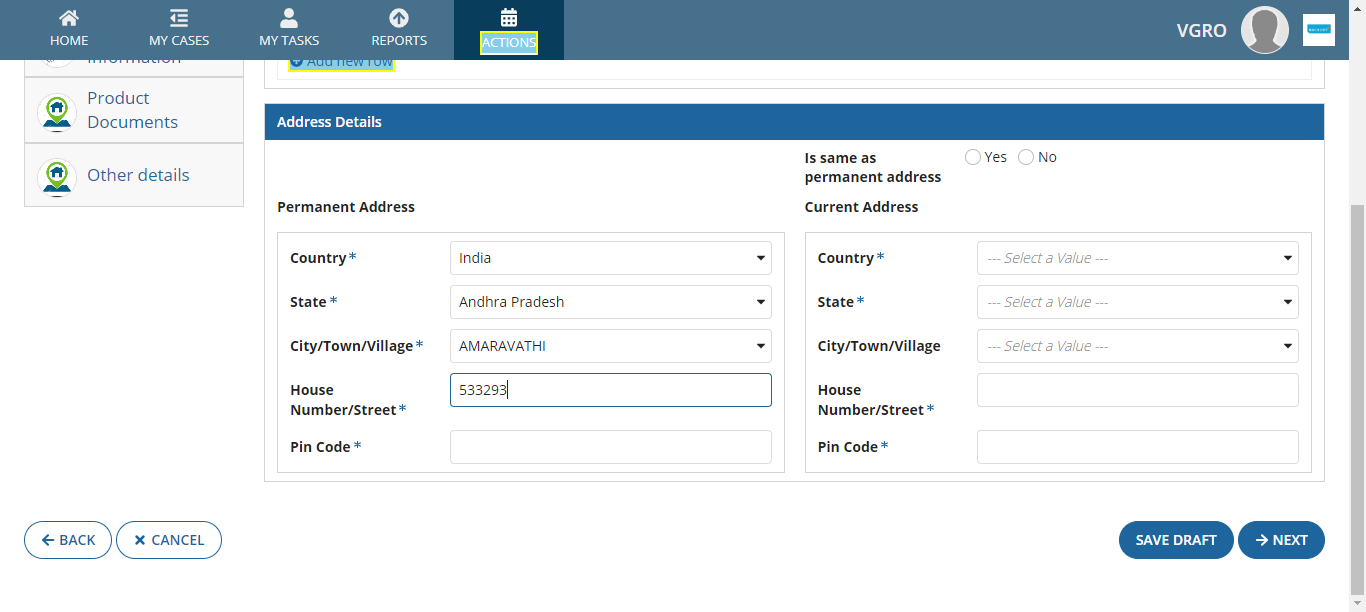 HOME
MY CASES
MY TASKS
REPORTS
ACTIONS
VGRO
Information
Add new row
Product
Documents
Other details
Address Details
Is same as
permanent address
Yes
No
Permanent Address
Current Address
Country*
India
Country*
--- Select a Value ---
State*
Andhra Pradesh
State*
--- Select a Value ---
City/Town/Village*
AMARAVATHI
City/Town/Village
--- Select a Value ---
House
Number/Street*
533293
House
Number/Street*
Pin Code*
Pin Code*
BACK
CANCEL
SAVE DRAFT
NEXT